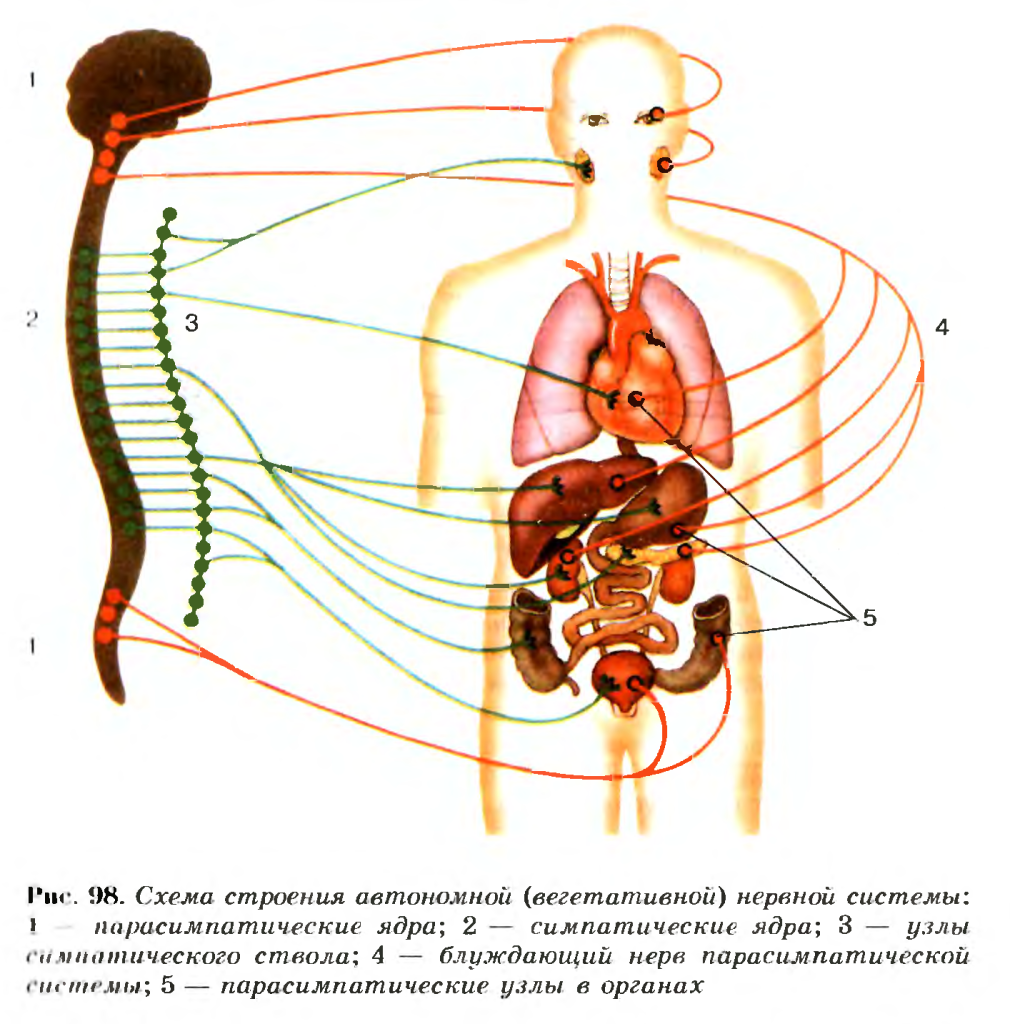 1
2
3
4
5
1
Рис. 98. Схема строения автономной (вегетативной) нервной системы:
1 — парасимпатические ядра; 2 — симпатические ядра; 3 — узлы
симпатического ствола; 4 — блуждающий нерв парасимпатической
системы; 5 — парасимпатические узлы в органах